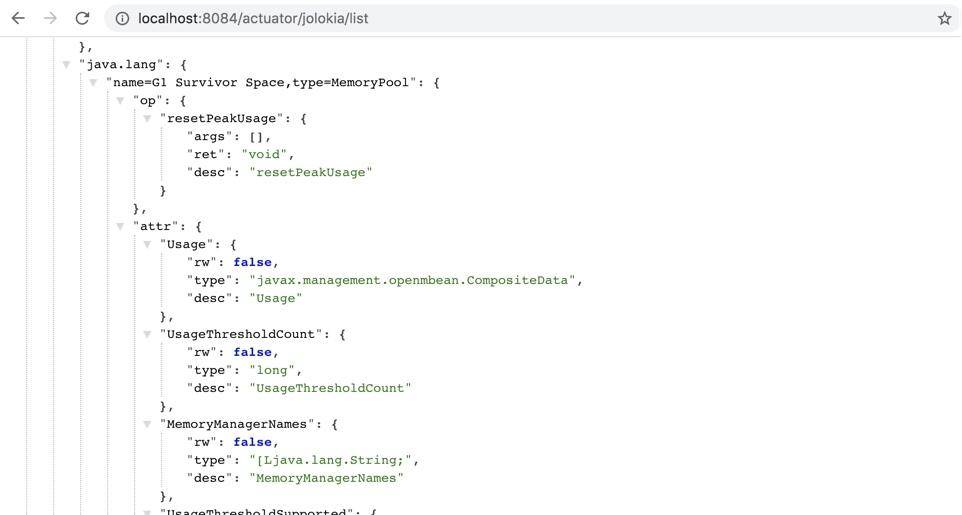 localhost:8084/actuator/jolokia/list
},
"java.lang": {
"name=G1 Survivor Space,type=MemoryPool": {
"op": {
"resetPeakUsage": {
"args": [],
"ret": "void",
"desc": "resetPeakUsage"
}
},
"attr": {
"Usage": {
"rw": false,
"type": "javax.management.openmbean.CompositeData",
"desc": "Usage"
},
"UsageThresholdCount": {
"rw": false,
"type": "long",
"desc": "UsageThresholdCount"
},
"MemoryManagerNames": {
"rw": false,
"type": "[Ljava.lang.String;",
"desc": "MemoryManagerNames"
},
"UsageThresholdSupported": {